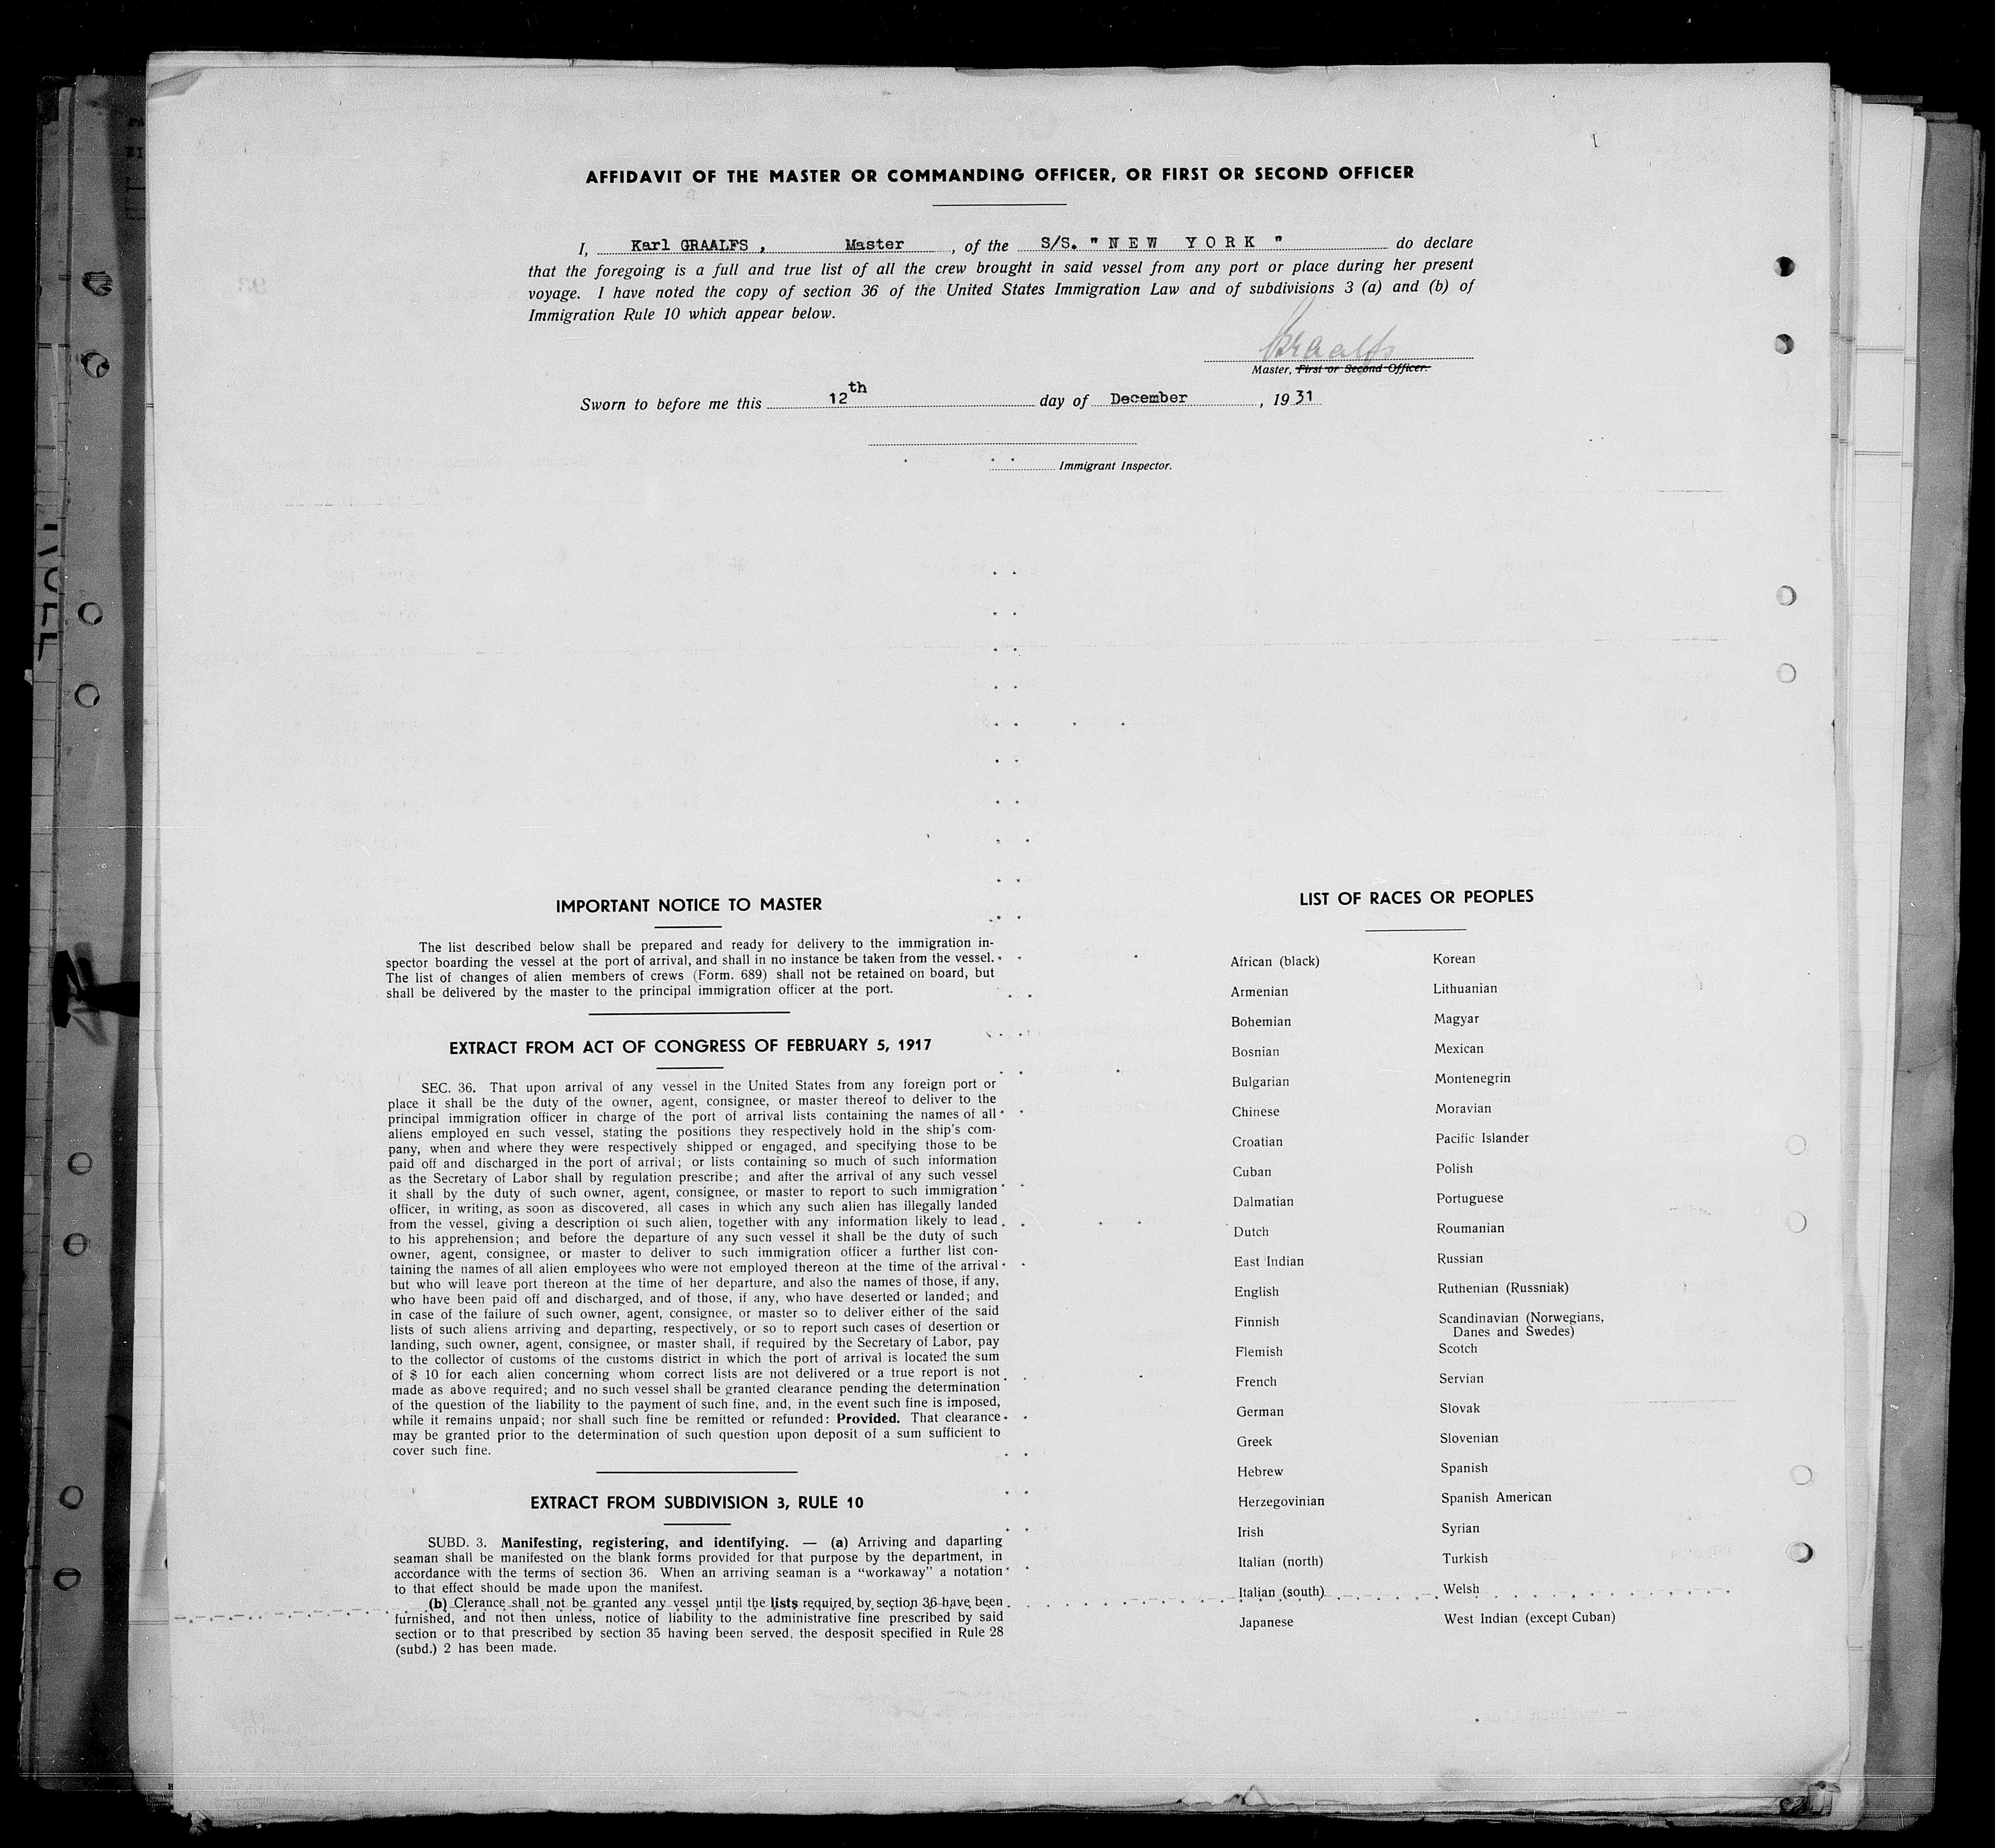 AFFIDAVIT OF THE MASTER OR COMMANDING OFFICER, OR FIRST OR SECOND OFFICER
I, Karl GRAALFS , Master , of the S/S. " N E W Y O R K " do declare
that the foregoing is a full and true list of all the crew brought in said vessel from any port or place during her present
voyage. I have noted the copy of section 36 of the United States Immigration Law and of subdivisions 3 (a) and (b) of
Immigration Rule 10 which appear below.
Graalfs
Master, First or Second Officer.
Sworn to before me this 12th day of December , 19 31
Immigrant Inspector.
IMPORTANT NOTICE TO MASTER
The list described below shall be prepared and ready for delivery to the immigration in-
spector boarding the vessel at the port of arrival, and shall in no instance be taken from the vessel.
The list of changes of alien members of crews (Form. 689) shall not be retained on board, but
shall be delivered by the master to the principal immigration officer at the port.
EXTRACT FROM ACT OF CONGRESS OF FEBRUARY 5, 1917
SEC. 36. That upon arrival of any vessel in the United States from any foreign port or
place it shall be the duty of the owner, agent, consignee, or master thereof to deliver to the
principal immigration officer in charge of the port of arrival lists containing the names of all
aliens employed en such vessel, stating the positions they respectively hold in the ship's com-
pany, when and where they were respectively shipped or engaged, and specifying those to be
paid off and discharged in the port of arrival; or lists containing so much of such information
as the Secretary of Labor shall by regulation prescribe; and after the arrival of any such vessel
it shall by the duty of such owner, agent, consignee, or master to report to such immigration
officer, in writing, as soon as discovered, all cases in which any such alien has illegally landed
from the vessel, giving a description of such alien, together with any information likely to lead
to his apprehension; and before the departure of any such vessel it shall be the duty of such
owner, agent, consignee, or master to deliver to such immigration officer a further list con-
taining the names of all alien employees who were not employed thereon at the time of the arrival
but who will leave port thereon at the time of her departure, and also the names of those, if any,
who have been paid off and discharged, and of those, if any, who have deserted or landed; and
in case of the failure of such owner, agent, consignee, or master so to deliver either of the said
lists of such aliens arriving and departing, respectively, or so to report such cases of desertion or
landing, such owner, agent, consignee, or master shall, if required by the Secretary of Labor, pay
to the collector of customs of the customs district in which the port of arrival is located the sum
of $ 10 for each alien concerning whom correct lists are not delivered or a true report is not
made as above required; and no such vessel shall be granted clearance pending the determination
of the question of the liability to the payment of such fine, and, in the event such fine is imposed,
while it remains unpaid; nor shall such fine be remitted or refunded: Provided. That clearance
may be granted prior to the determination of such question upon deposit of a sum sufficient to
cover such fine.
EXTRACT FROM SUBDIVISION 3, RULE 10
SUBD. 3. Manifesting, registering, and identifying. — (a) Arriving and daparting
seaman shall be manifested on the blank forms provided for that purpose by the department, in
accordance with the terms of section 36. When an arriving seaman is a "workaway" a notation
to that effect should be made upon the manifest.
(b) Clerance shall not be granted any vessel until the lists required by section 36 have been
furnished, and not then unless, notice of liability to the administrative fine prescribed by said
section or to that prescribed by section 35 having been served, the desposit specified in Rule 28
(subd.) 2 has been made.
LIST OF RACES OR PEOPLES
African (black)
Armenian
Bohemian
Bosnian
Bulgarian
Chinese
Croatian
Cuban
Dalmatian
Dutch
East Indian
English
Finnish
Flemish
French
German
Greek
Hebrew
Herzegovinian
Irish
Italian (north)
Italian (south)
Japanese
Korean
Lithuanian
Magyar
Mexican
Montenegrin
Moravian
Pacific Islander
Polish
Portuguese
Roumanian
Russian
Ruthenian (Russniak)
Scandinavian (Norwegians,
Danes and Swedes)
Scotch
Servian
Slovak
Slovenian
Spanish
Spanish American
Syrian
Turkish
Welsh
West Indian (except Cuban)